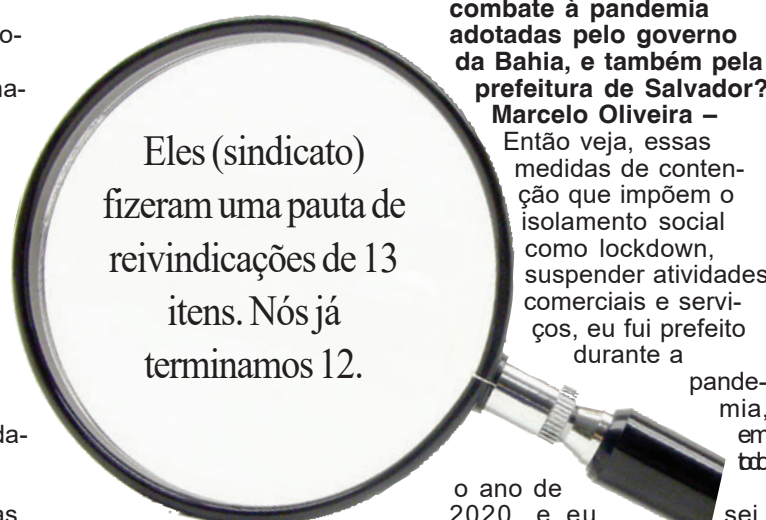 o-
na-
da-
as
Eles (sindicato)
fizeram uma pauta de
reivindicações de 13
itens. Nós já
terminamos 12.
combate à pandemia
adotadas pelo governo
da Bahia, e também pela
prefeitura de Salvador?
Marcelo Oliveira –
Então veja, essas
medidas de conten-
ção que impõem o
isolamento social
como lockdown,
suspender atividades
comerciais e servi-
ços, eu fui prefeito
durante a
pande-
mia,
em
o ano de
2020 e eu sei